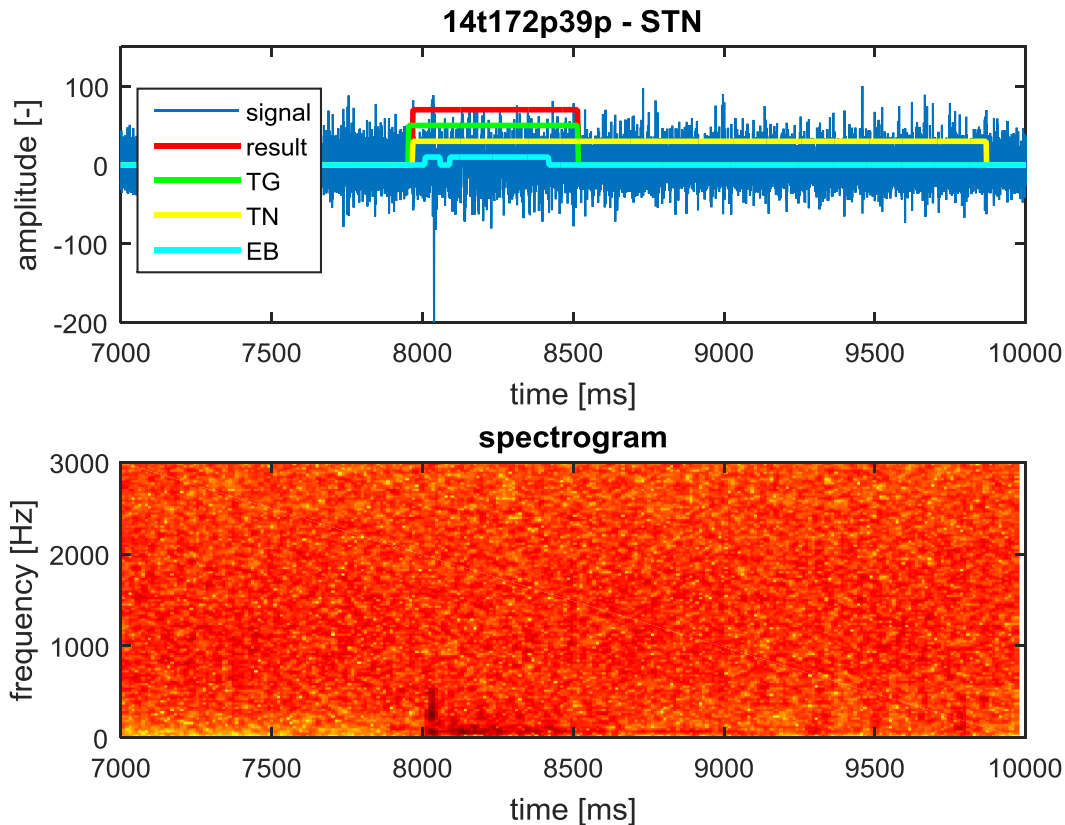 14t172p39p - STN
amplitude [-]
100
0
-100
-200
signal
result
TG
TN
EB
7000 7500 8000 8500 9000 9500 10000
time [ms]
spectrogram
frequency [Hz]
3000
2000
1000
0
7000 7500 8000 8500 9000 9500 10000
time [ms]